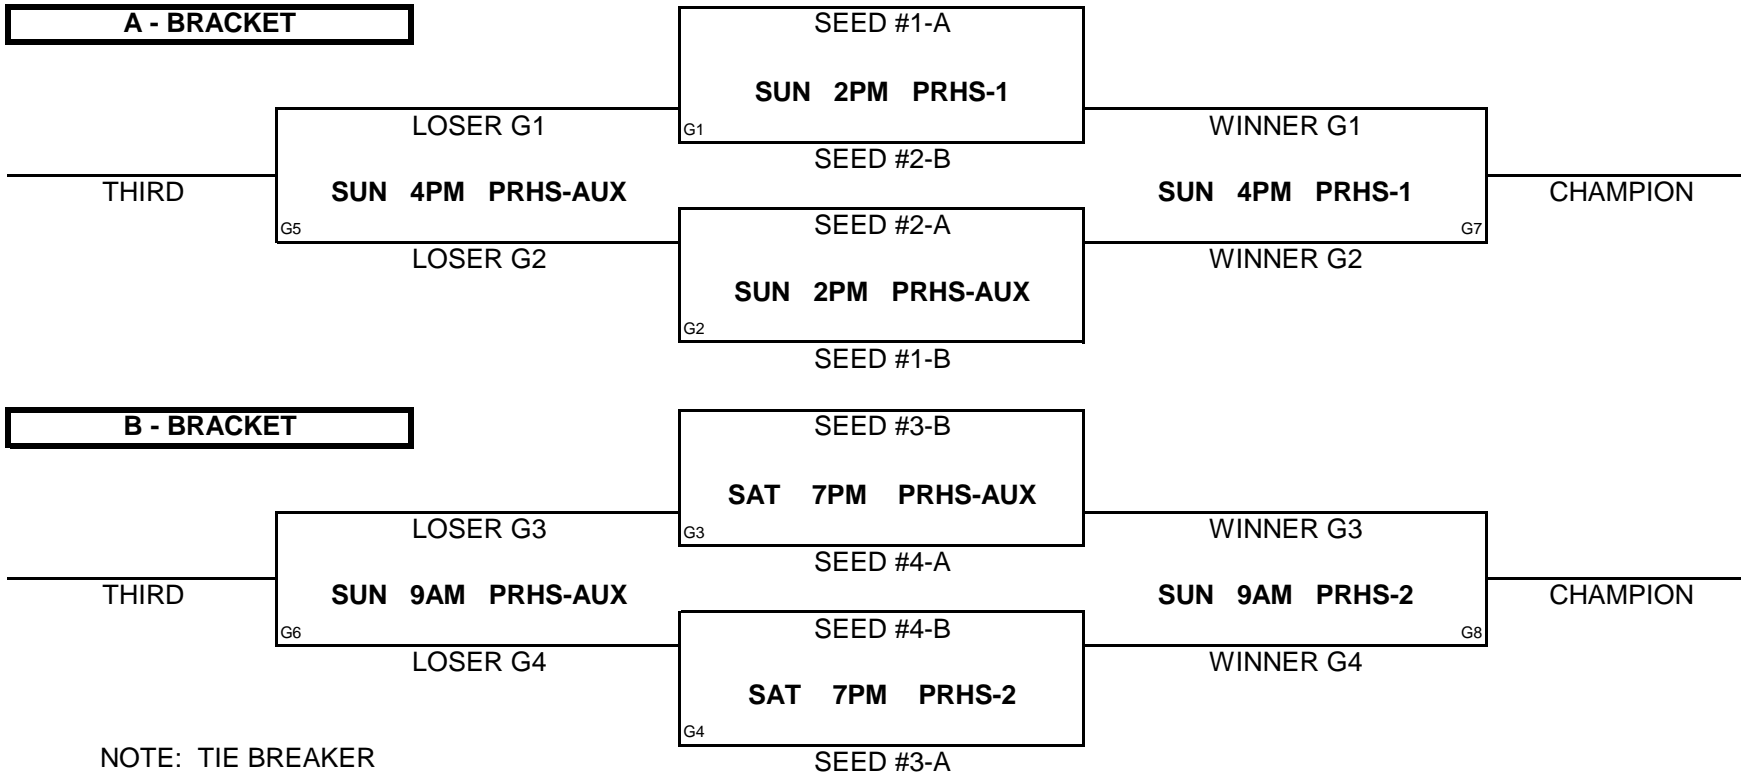 A - BRACKET
SEED #1-A
SUN 2PM PRHS-1
G1
LOSER G1
WINNER G1
SEED #2-B
THIRD
SUN 4PM PRHS-AUX
SUN 4PM PRHS-1
CHAMPION
G5
SEED #2-A
G7
LOSER G2
WINNER G2
SUN 2PM PRHS-AUX
G2
SEED #1-B
B - BRACKET
SEED #3-B
SAT 7PM PRHS-AUX
G3
LOSER G3
WINNER G3
SEED #4-A
THIRD
SUN 9AM PRHS-AUX
SUN 9AM PRHS-2
CHAMPION
G6
SEED #4-B
G8
LOSER G4
WINNER G4
SAT 7PM PRHS-2
G4
NOTE: TIE BREAKER
SEED #3-A